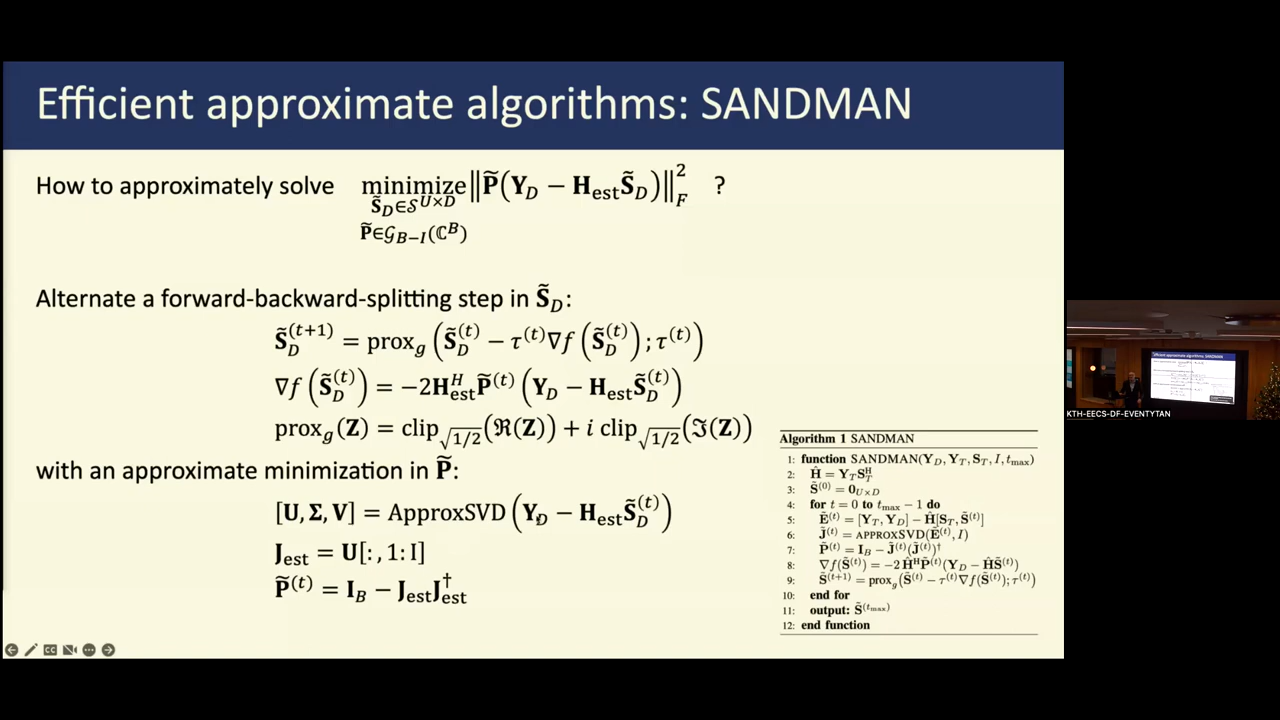 Efficient approximate algorithms: SANDMAN
How to approximately solve minimize ‖P̃(Y_D − H_est S̃_D)‖²_F ?
S̃_D∈𝒮^{U×D}
P̃∈𝒢_{B−I}(ℂ^B)
Alternate a forward-backward-splitting step in S̃_D:
S̃_D^{(t+1)} = prox_g (S̃_D^{(t)} − τ^{(t)}∇f (S̃_D^{(t)}); τ^{(t)})
∇f (S̃_D^{(t)}) = −2H_est^H P̃^{(t)} (Y_D − H_est S̃_D^{(t)})
prox_g(Z) = clip_{√1/2}(ℜ(Z)) + i clip_{√1/2}(ℑ(Z))
with an approximate minimization in P̃:
[U, Σ, V] = ApproxSVD (Y_D − H_est S̃_D^{(t)})
J_est = U[:, 1: I]
P̃^{(t)} = I_B − J_est J_est^†
Algorithm 1 SANDMAN
1: function SANDMAN(Y_D, Y_T, S_T, I, t_max)
2: Ĥ = Y_T S_T^H
3: S̃^{(0)} = 0_{U×D}
4: for t = 0 to t_max − 1 do
5: Ẽ^{(t)} = [Y_T, Y_D] − Ĥ[S_T, S̃^{(t)}]
6: J̃^{(t)} = APPROXSVD(Ẽ^{(t)}, I)
7: P̃^{(t)} = I_B − J̃^{(t)}(J̃^{(t)})^†
8: ∇f(S̃^{(t)}) = −2 Ĥ^H P̃^{(t)}(Y_D − ĤS̃^{(t)})
9: S̃^{(t+1)} = prox_g(S̃^{(t)} − τ^{(t)}∇f(S̃^{(t)}); τ^{(t)})
10: end for
11: output: S̃^{(t_max)}
12: end function
CC
Efficient approximate algorithms: SANDMAN
KTH-EECS-DF-EVENTYTAN